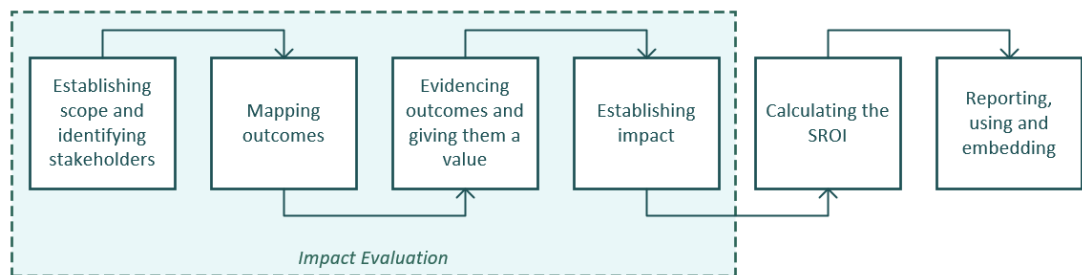 Establishing
scope and
identifying
stakeholders
Mapping
outcomes
Evidencing
outcomes and
giving them a
value
Establishing
impact
Calculating the
SROI
Reporting,
using and
embedding
Impact Evaluation